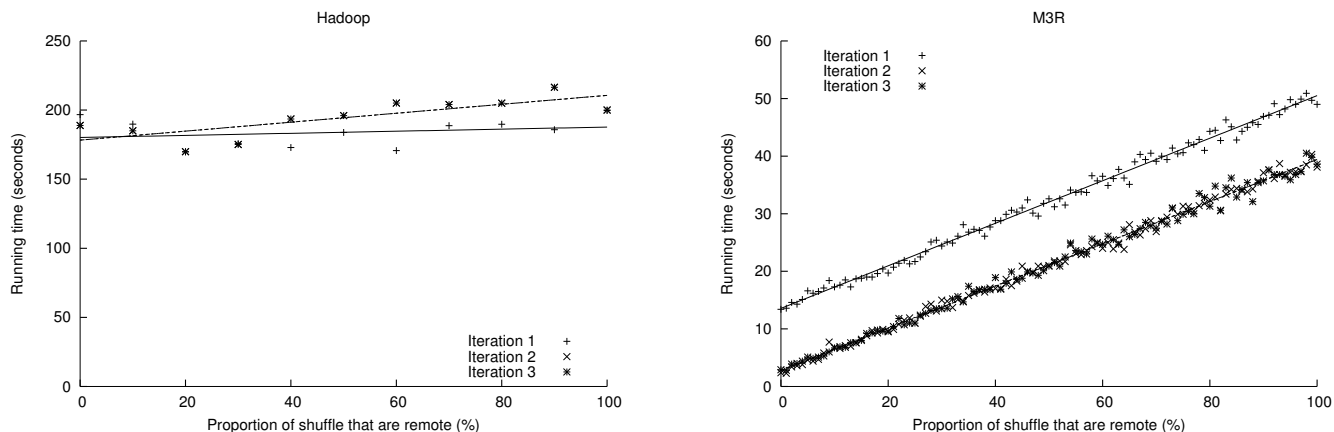 Hadoop
250
200
150
100
50
0
Running time (seconds)
Iteration 1
Iteration 2
Iteration 3
0 20 40 60 80 100
Proportion of shuffle that are remote (%)
M3R
60
50
40
30
20
10
0
Running time (seconds)
Iteration 1
Iteration 2
Iteration 3
0 20 40 60 80 100
Proportion of shuffle that are remote (%)